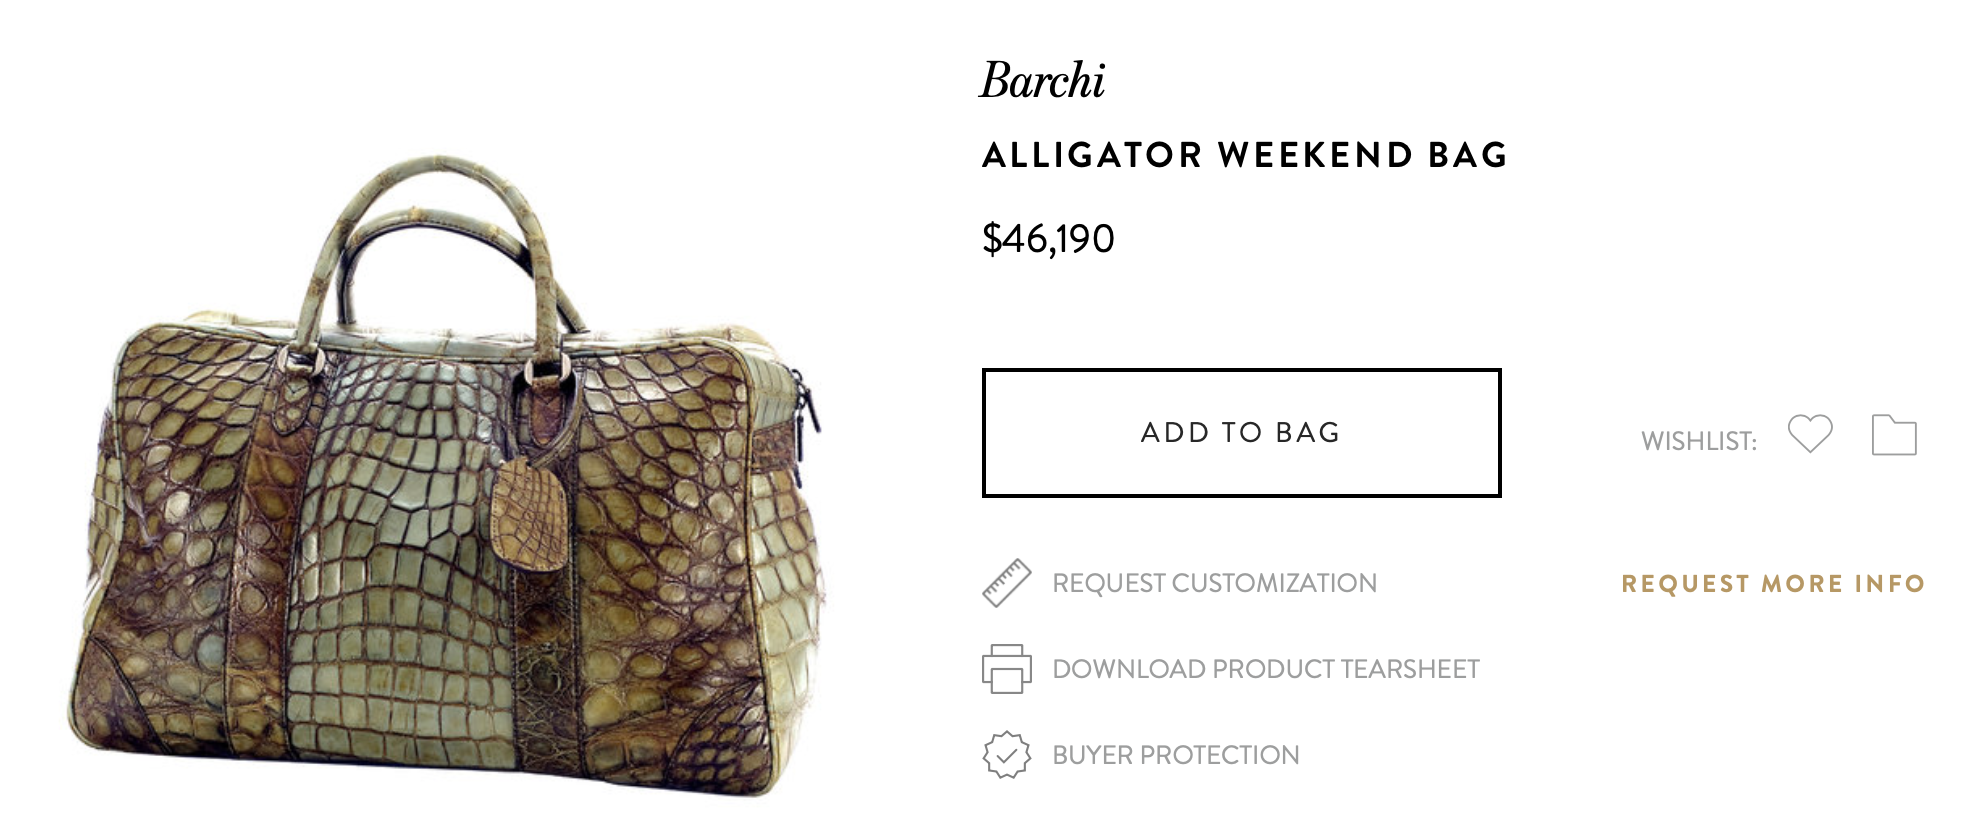 Barchi
ALLIGATOR WEEKEND BAG
$46,190
ADD TO BAG
WISHLIST:
REQUEST CUSTOMIZATION
REQUEST MORE INFO
DOWNLOAD PRODUCT TEARSHEET
BUYER PROTECTION